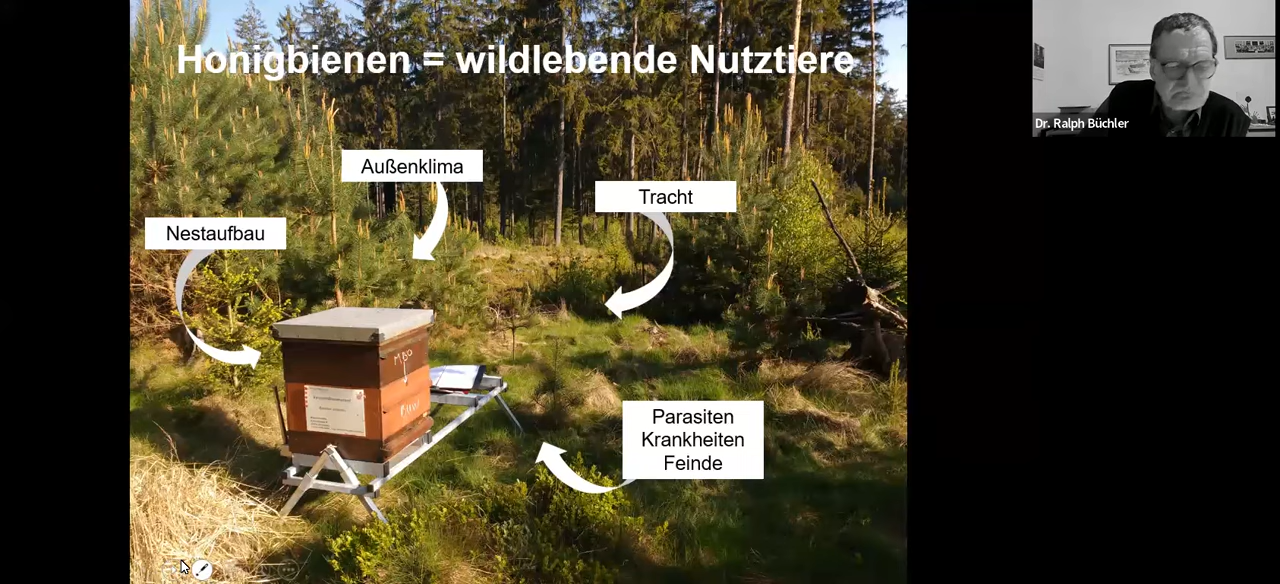 Honigbienen = wildlebende Nutztiere
Dr. Ralph Büchler
Außenklima
Tracht
Nestaufbau
Parasiten
Krankheiten
Feinde